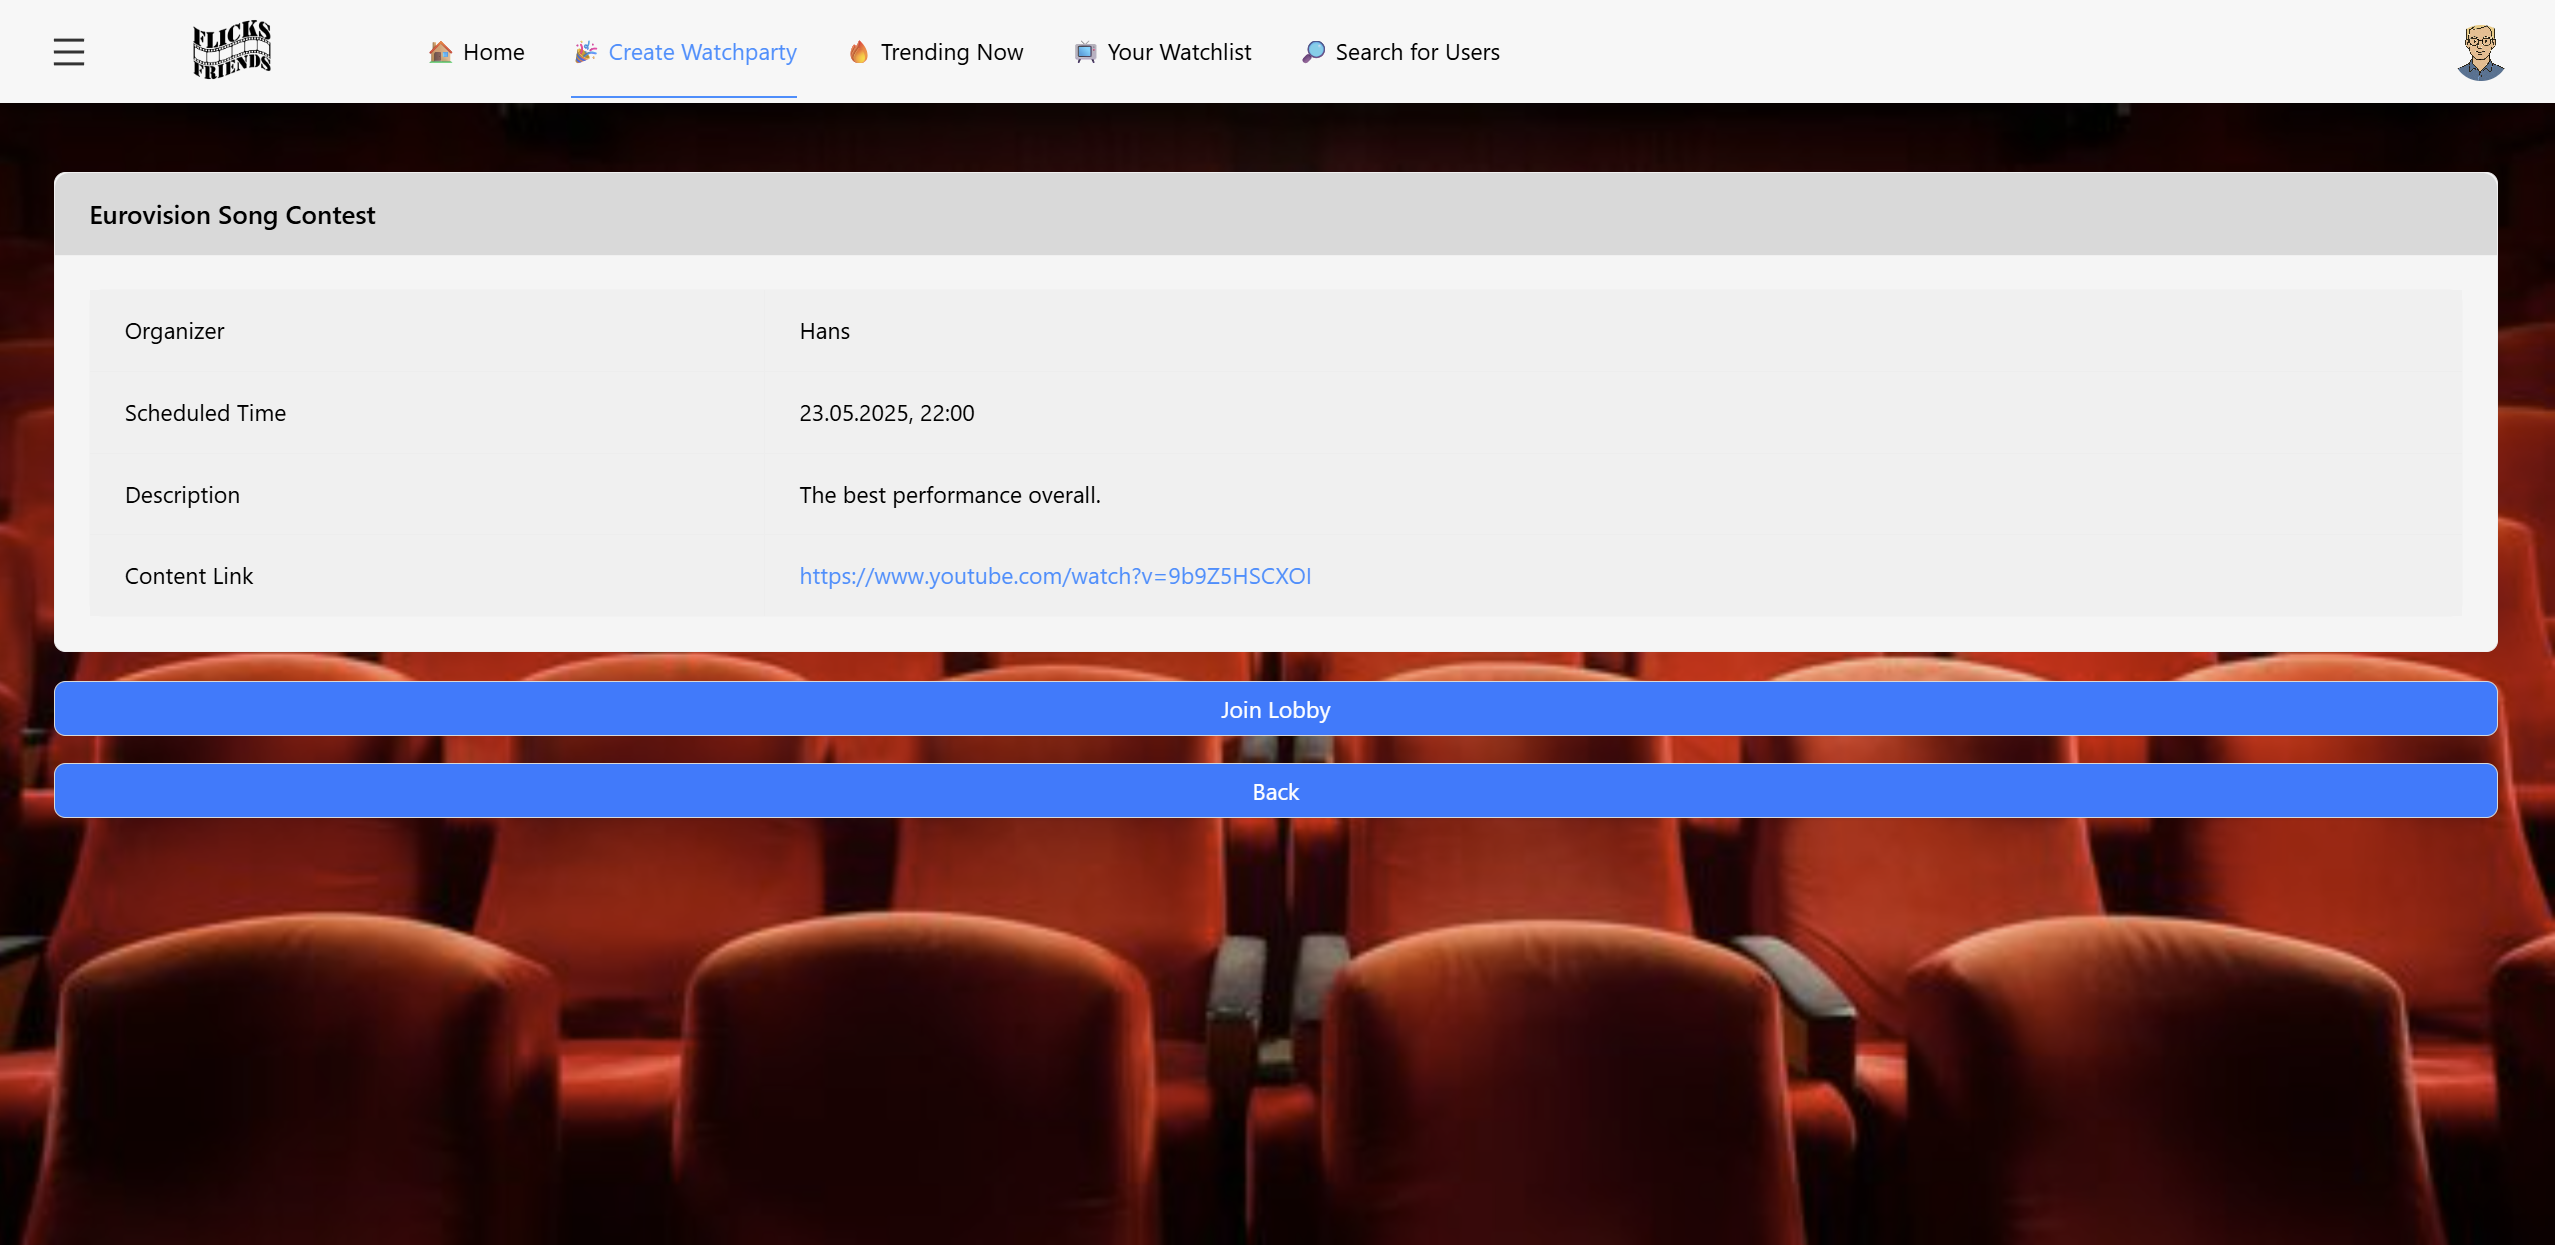 FLICKS
FRIENDS
Home
Create Watchparty
Trending Now
Your Watchlist
Search for Users
Eurovision Song Contest
Organizer Hans
Scheduled Time 23.05.2025, 22:00
Description The best performance overall.
Content Link https://www.youtube.com/watch?v=9b9Z5HSCXOI
Join Lobby
Back